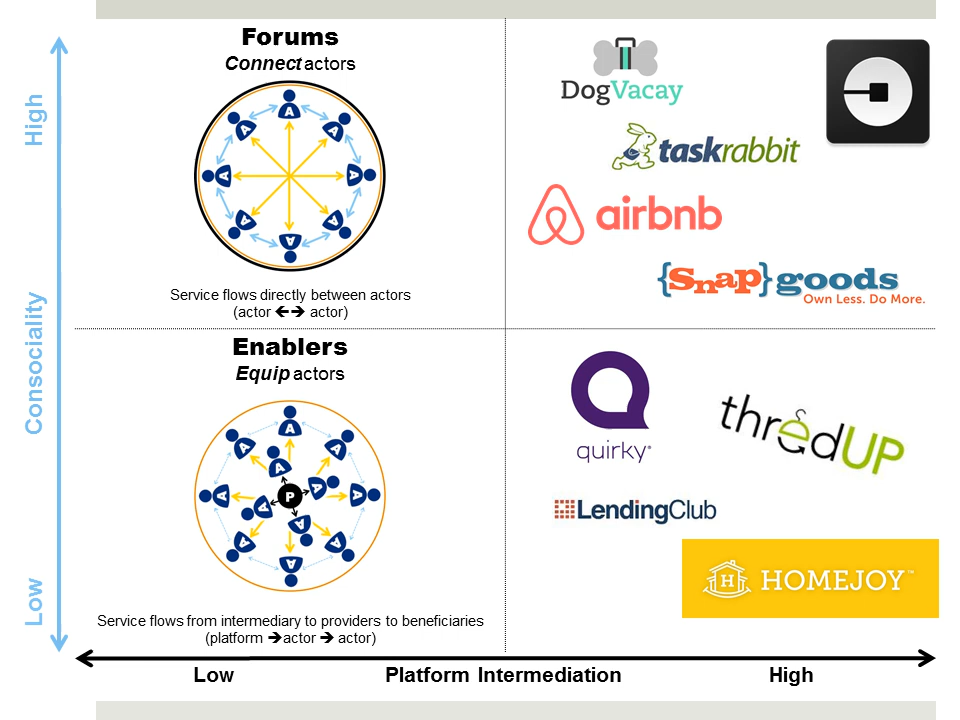 Forums
Connect actors
A
A
A
A
A
A
A
A
Service flows directly between actors
(actor 🡨🡪 actor)
DogVacay
taskrabbit
airbnb
{Snap}goods
Own Less. Do More.
Enablers
Equip actors
A
A
A
A
A
A
A
A
A
A
A
A
P
Service flows from intermediary to providers to beneficiaries
(platform 🡪actor 🡪 actor)
quirky®
thredUP
LendingClub
H HOMEJOY™
High
Consociality
Low
Low Platform Intermediation High